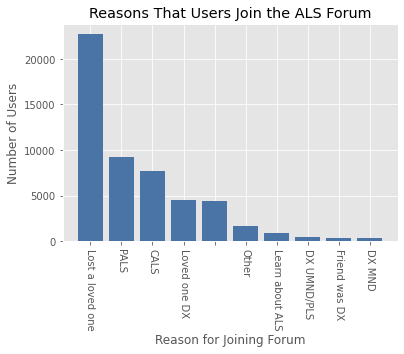 Reasons That Users Join the ALS Forum
Number of Users
20000
15000
10000
5000
0
Lost a loved one
PALS
CALS
Loved one DX
Other
Learn about ALS
DX UMND/PLS
Friend was DX
DX MND
Reason for Joining Forum